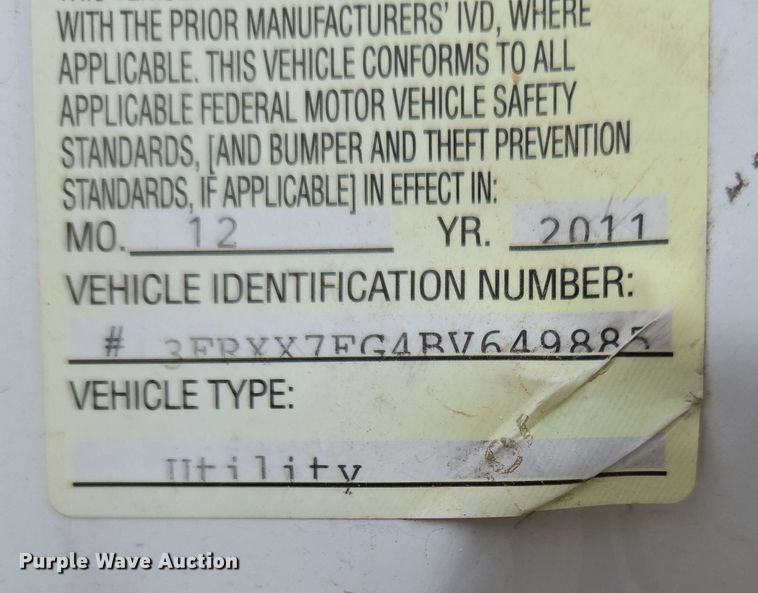 WITH THE PRIOR MANUFACTURERS' IVD, WHERE
APPLICABLE. THIS VEHICLE CONFORMS TO ALL
APPLICABLE FEDERAL MOTOR VEHICLE SAFETY
STANDARDS, [AND BUMPER AND THEFT PREVENTION
STANDARDS, IF APPLICABLE] IN EFFECT IN:
MO. 12 YR. 2011
VEHICLE IDENTIFICATION NUMBER:
# 3FRXX7FG4BV649885
VEHICLE TYPE:
Utility
Purple Wave Auction